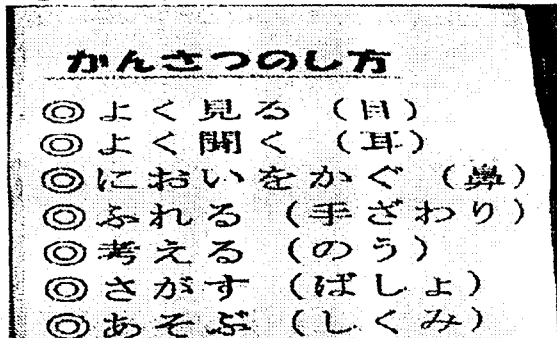 かんさつのし方
◎よく見る（目）
◎よく聞く（耳）
◎においをかぐ（鼻）
◎ふれる（手ざわり）
◎考える（のう）
◎さがす（ばしょ）
◎あそぶ（しくみ）